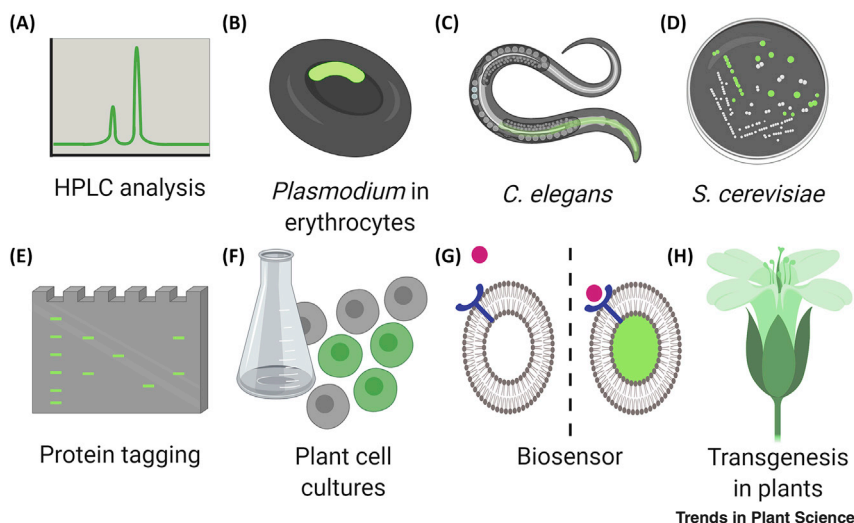 (A)
(B)
(C)
(D)
HPLC analysis
Plasmodium in
erythrocytes
C. elegans
S. cerevisiae
(E)
(F)
(G)
(H)
Protein tagging
Plant cell
cultures
Biosensor
Transgenesis
in plants
Trends in Plant Science